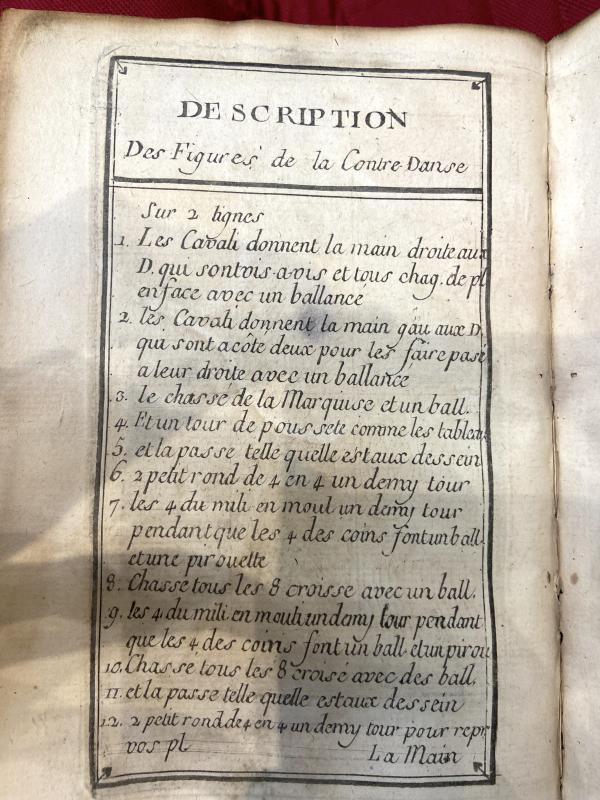 DESCRIPTION
Des Figures de la Contre-Danse
Sur 2 lignes
1. Les Cavali donnent la main droite aux
D. qui sont vis-a-vis et tous chag. de pl
en face avec un ballance
2. les Cavali donnent la main gau aux D.
qui sont a côté deux pour les faire pasé
a leur droite avec un ballancé
3. le chassé de la Marquise et un ball.
4. Et un tour de poussete comme les tableau
5. et la passe telle quelle est aux dessein
6. 2 petit rond de 4 en 4 un demy tour
7. les 4 du mili en moul un demy tour
pendant que les 4 des coins font un ball.
et une pirouette
8. Chasse tous les 8 croisse avec un ball.
9. les 4 du mili en mouli un demy tour pendant
que les 4 des coins font un ball et un pirou
10. Chassé tous les 8 croisé avec des ball.
11. et la passe telle quelle est aux dessein
12. 2 petit rond de 4 en 4 un demy tour pour repr
vos pl
La Main